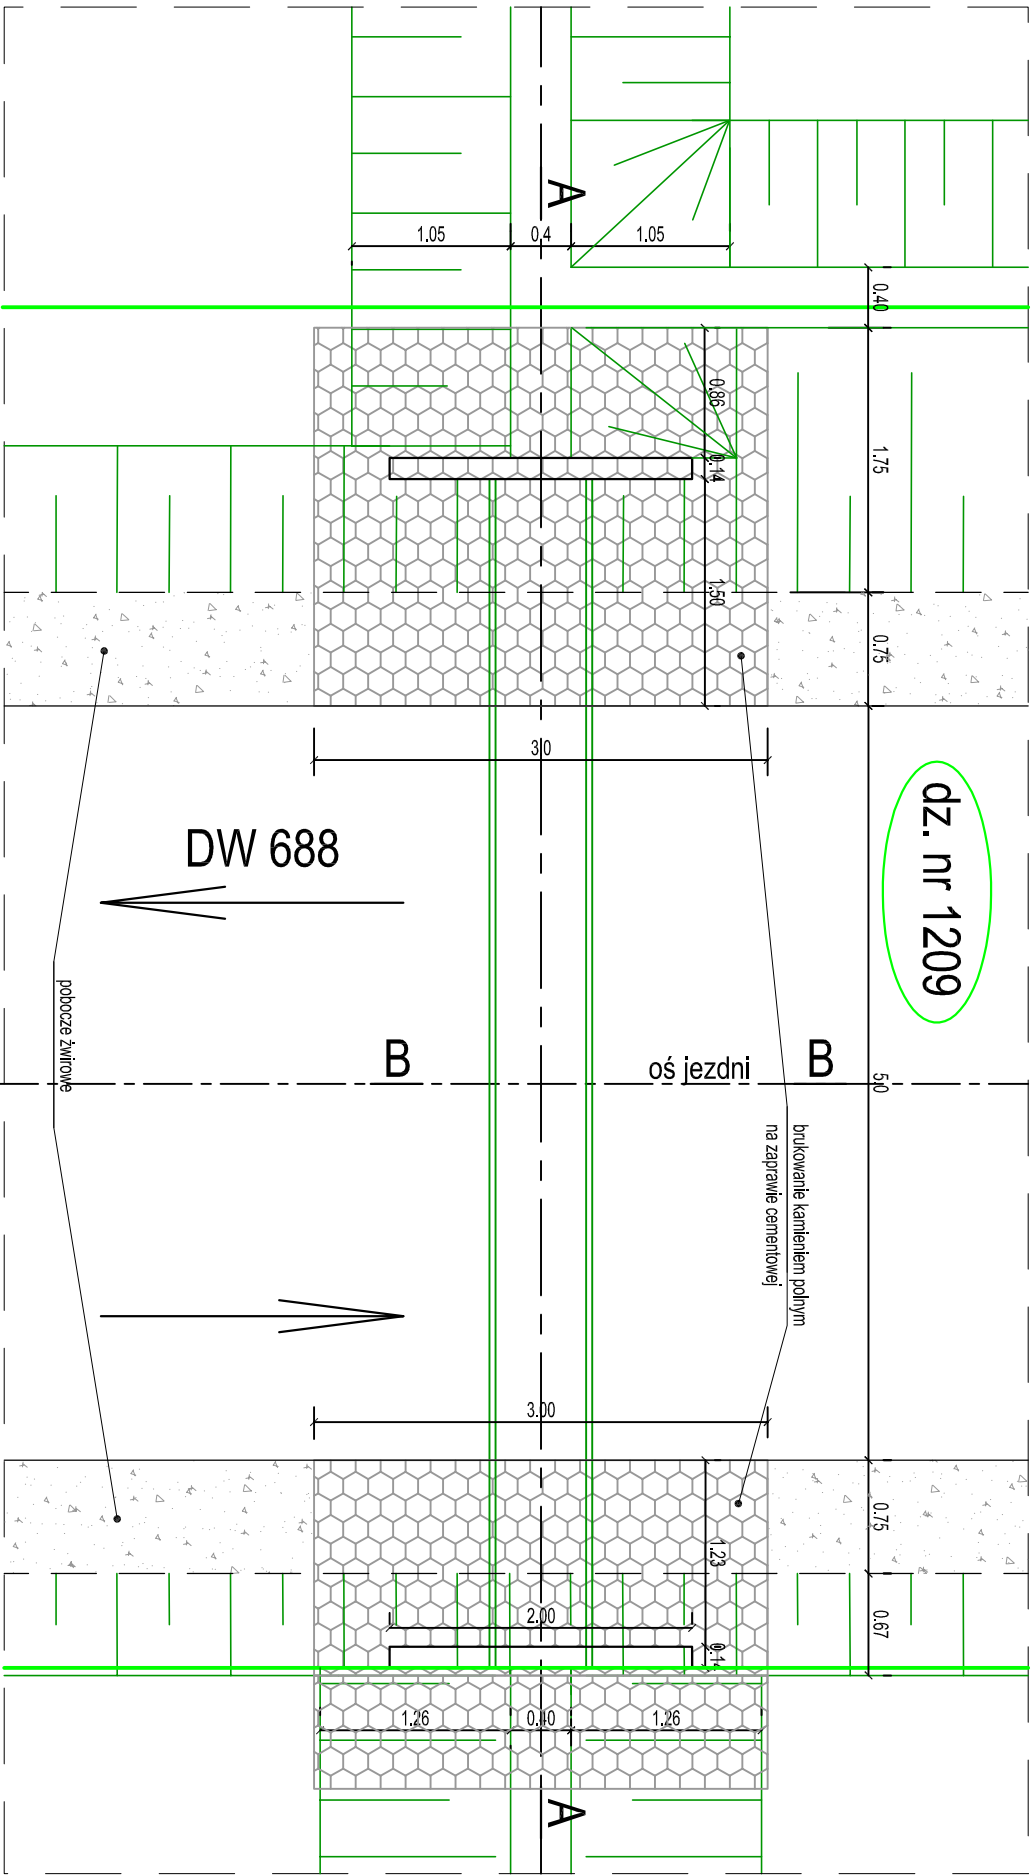 A
1.05
0.4
1.05
0.40
0.86
0.14
1.75
1.50
0.75
3.0
dz. nr 1209
DW 688
pobocze żwirowe
B
oś jezdni
B
5.0
brukowanie kamieniem polnym
na zaprawie cementowej
3.00
0.75
1.23
2.00
0.67
1.26
0.40
1.26
A